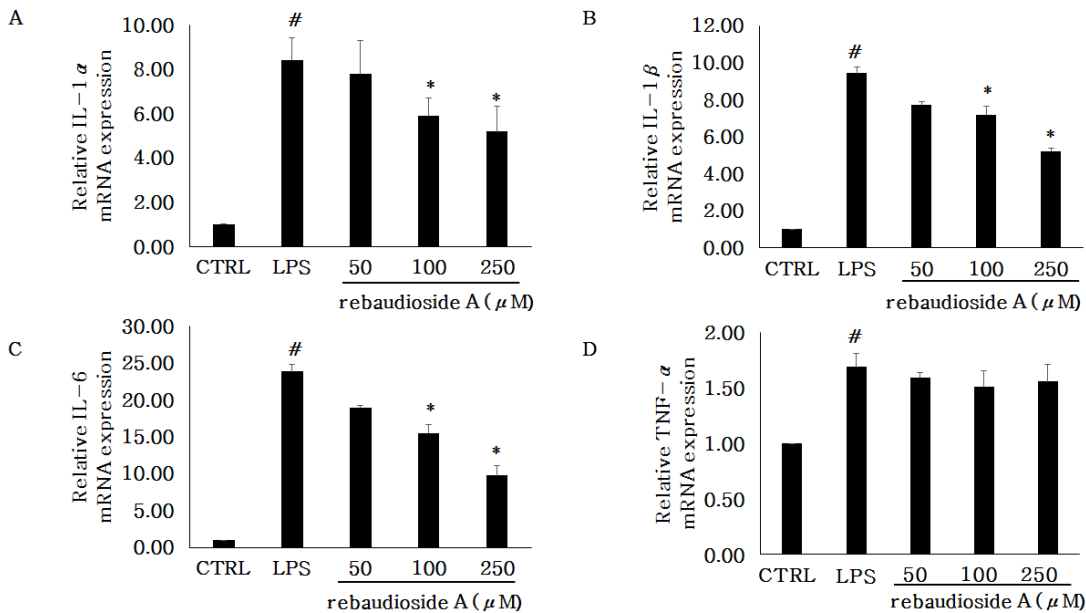 A
Relative IL-1α
mRNA expression
10.00
8.00
6.00
4.00
2.00
0.00
#
*
*
CTRL LPS 50 100 250
rebaudioside A (μM)
B
Relative IL-1β
mRNA expression
12.00
10.00
8.00
6.00
4.00
2.00
0.00
#
*
*
CTRL LPS 50 100 250
rebaudioside A (μM)
C
Relative IL-6
mRNA expression
30.00
25.00
20.00
15.00
10.00
5.00
0.00
#
*
*
CTRL LPS 50 100 250
rebaudioside A (μM)
D
Relative TNF-α
mRNA expression
2.00
1.50
1.00
0.50
0.00
#
CTRL LPS 50 100 250
rebaudioside A (μM)